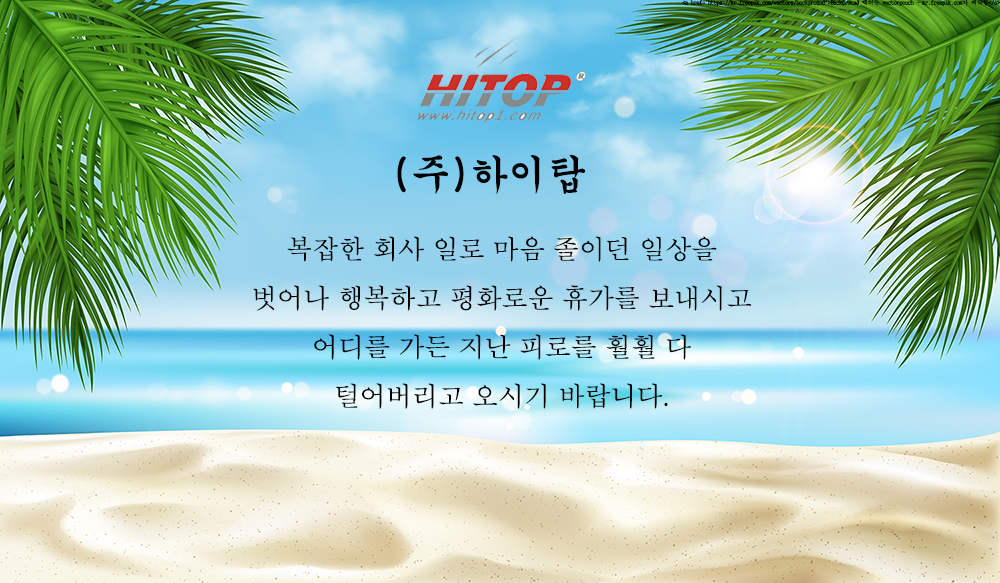 HITOP®
www.hitop1.com
(주)하이탑
복잡한 회사 일로 마음 졸이던 일상을
벗어나 행복하고 평화로운 휴가를 보내시고
어디를 가든 지난 피로를 훨훨 다
털어버리고 오시기 바랍니다.